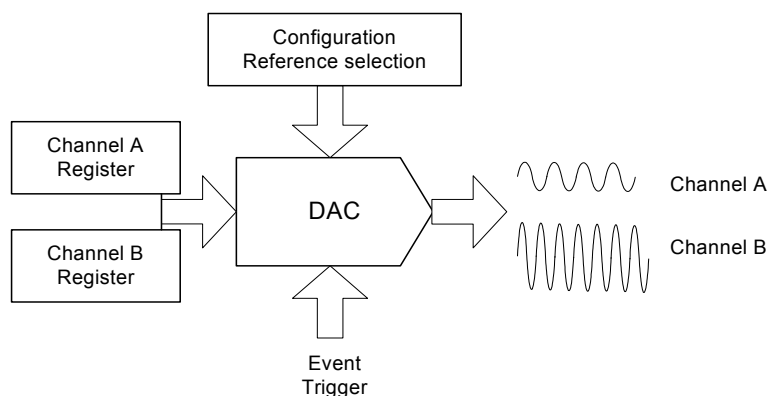 Configuration
Reference selection
Channel A
Register
Channel B
Register
DAC
Channel A
Channel B
Event
Trigger